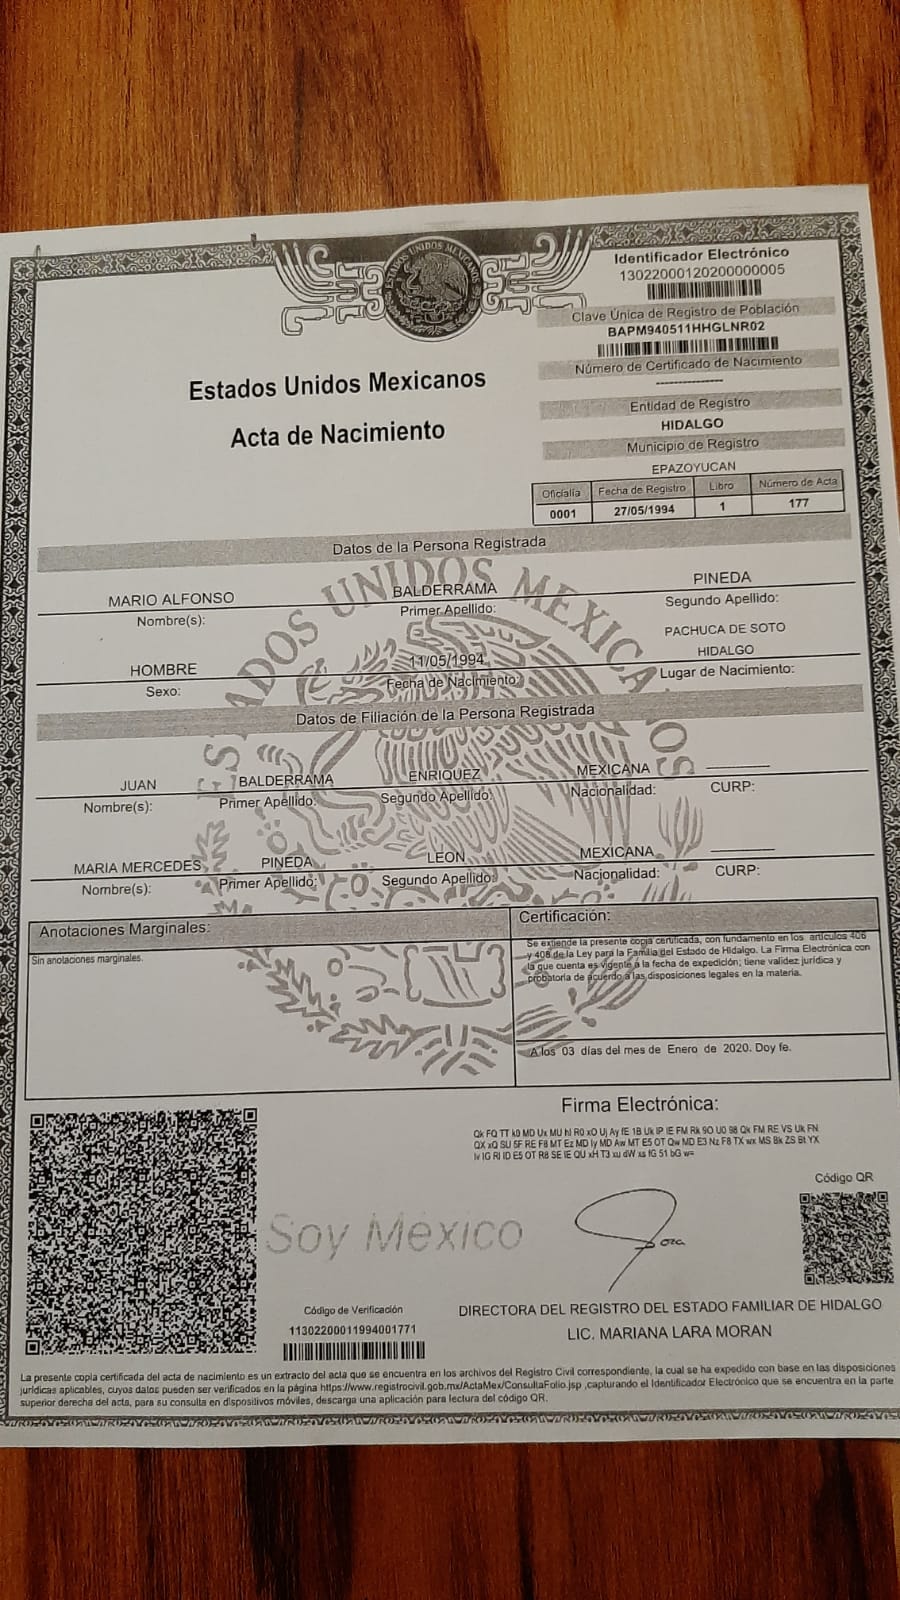 ESTADOS UNIDOS MEXICANOS
Identificador Electrónico
13022000120200000005
Clave Única de Registro de Población
BAPM940511HHGLNR02
Número de Certificado de Nacimiento
---------------
Entidad de Registro
HIDALGO
Municipio de Registro
EPAZOYUCAN
Oficialía Fecha de Registro Libro Número de Acta
0001 27/05/1994 1 177
Estados Unidos Mexicanos
Acta de Nacimiento
Datos de la Persona Registrada
MARIO ALFONSO BALDERRAMA PINEDA
Nombre(s): Primer Apellido: Segundo Apellido:
PACHUCA DE SOTO
HOMBRE 11/05/1994 HIDALGO
Sexo: Fecha de Nacimiento: Lugar de Nacimiento:
Datos de Filiación de la Persona Registrada
JUAN BALDERRAMA ENRIQUEZ MEXICANA
Nombre(s): Primer Apellido: Segundo Apellido: Nacionalidad: CURP:
MARIA MERCEDES PINEDA LEON MEXICANA
Nombre(s): Primer Apellido: Segundo Apellido: Nacionalidad: CURP:
ESTADOS UNIDOS MEXICANOS
Anotaciones Marginales:
Sin anotaciones marginales.
Certificación:
Se extiende la presente copia certificada, con fundamento en los artículos 406
y 408 de la Ley para la Familia del Estado de Hidalgo. La Firma Electrónica con
la que cuenta es vigente a la fecha de expedición; tiene validez jurídica y
probatoria de acuerdo a las disposiciones legales en la materia.
A los 03 días del mes de Enero de 2020. Doy fe.
Firma Electrónica:
Código QR
Soy México
Código de Verificación
11302200011994001771
DIRECTORA DEL REGISTRO DEL ESTADO FAMILIAR DE HIDALGO
LIC. MARIANA LARA MORAN
La presente copia certificada del acta de nacimiento es un extracto del acta que se encuentra en los archivos del Registro Civil correspondiente, la cual se ha expedido con base en las disposiciones
jurídicas aplicables, cuyos datos pueden ser verificados en la página https://www.registrocivil.gob.mx/ActaMex/ConsultaFolio.jsp ,capturando el Identificador Electrónico que se encuentra en la parte
superior derecha del acta, para su consulta en dispositivos móviles, descarga una aplicación para lectura del código QR.